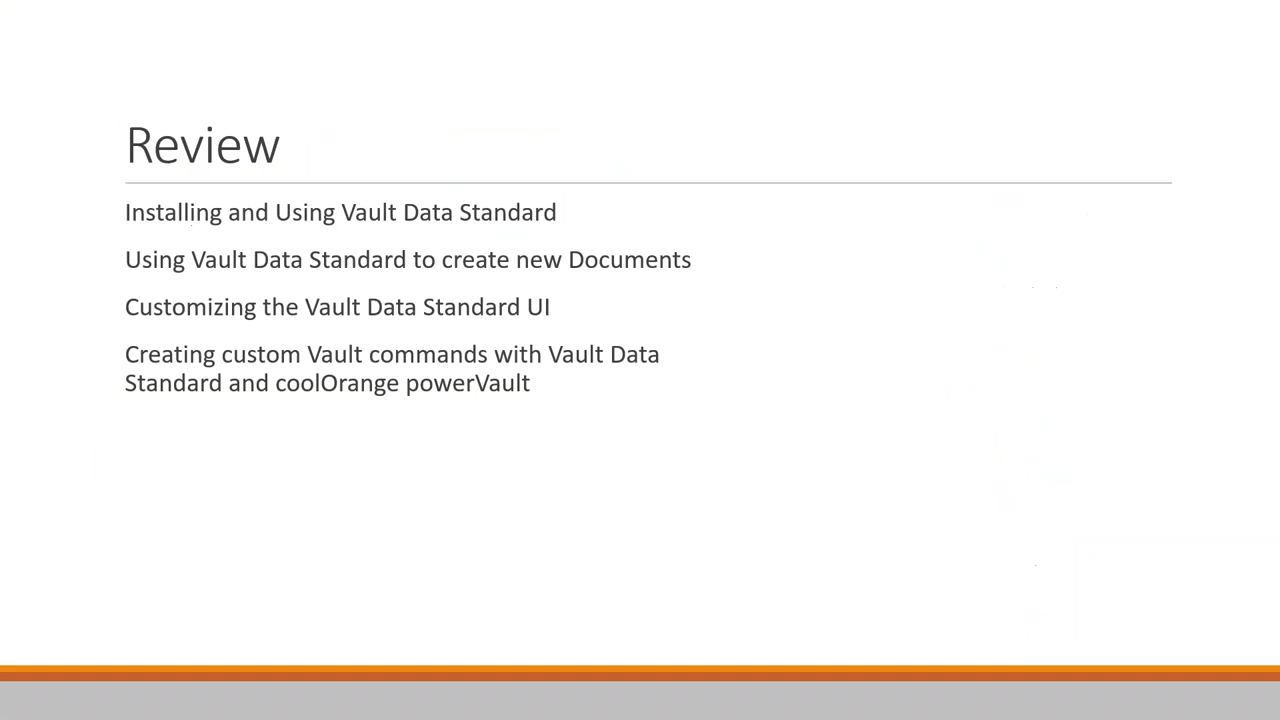 Review
Installing and Using Vault Data Standard
Using Vault Data Standard to create new Documents
Customizing the Vault Data Standard UI
Creating custom Vault commands with Vault Data
Standard and coolOrange powerVault